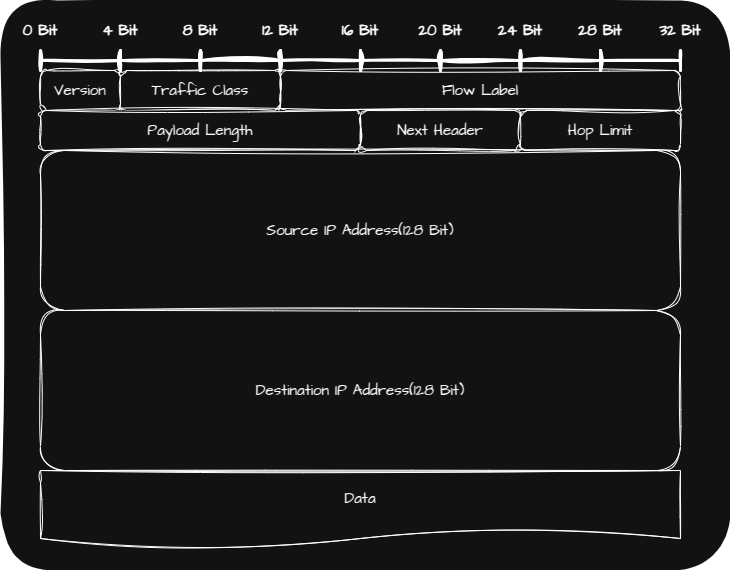 0 Bit 4 Bit 8 Bit 12 Bit 16 Bit 20 Bit 24 Bit 28 Bit 32 Bit
Version Traffic Class Flow Label
Payload Length Next Header Hop Limit
Source IP Address(128 Bit)
Destination IP Address(128 Bit)
Data